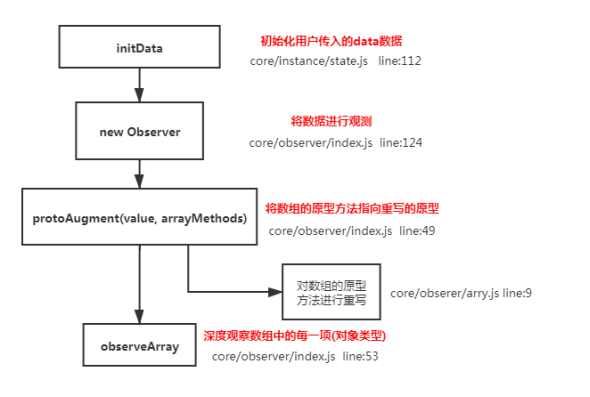 初始化用户传入的data数据
initData
core/instance/state.js line:112
将数据进行观测
new Observer
core/observer/index.js line:124
将数组的原型方法指向重写的原型
protoAugment(value, arrayMethods)
core/observer/index.js line:49
对数组的原型
方法进行重写
core/obserer/arry.js line:9
深度观察数组中的每一项(对象类型)
observeArray
core/observer/index.js line:53